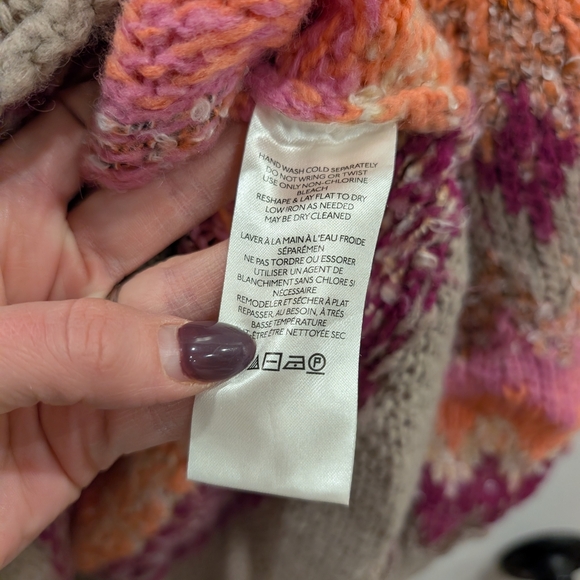 HAND WASH COLD SEPARATELY
DO NOT WRING OR TWIST
USE ONLY NON-CHLORINE
BLEACH
RESHAPE & LAY FLAT TO DRY
LOW IRON AS NEEDED
MAY BE DRY CLEANED
LAVER À LA MAIN À L'EAU FROIDE
SÉPARÉMEN
NE PAS TORDRE OU ESSORER
UTILISER UN AGENT DE
BLANCHIMENT SANS CLORE SI
NÉCESSAIRE
REMODELER ET SÉCHER À PLAT
REPASSER, AU BESOIN, À TRÉS
BASSE TEMPÉRATURE
ÊTRE NETTOYÉE SEC
P